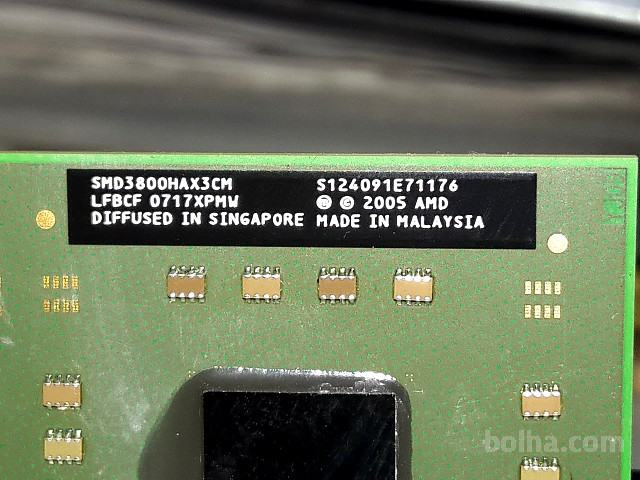 SMD3800HAX3CM S124091E71176
LFBCF 0717XPMW ⓜ © 2005 AMD
DIFFUSED IN SINGAPORE MADE IN MALAYSIA
bolha.com